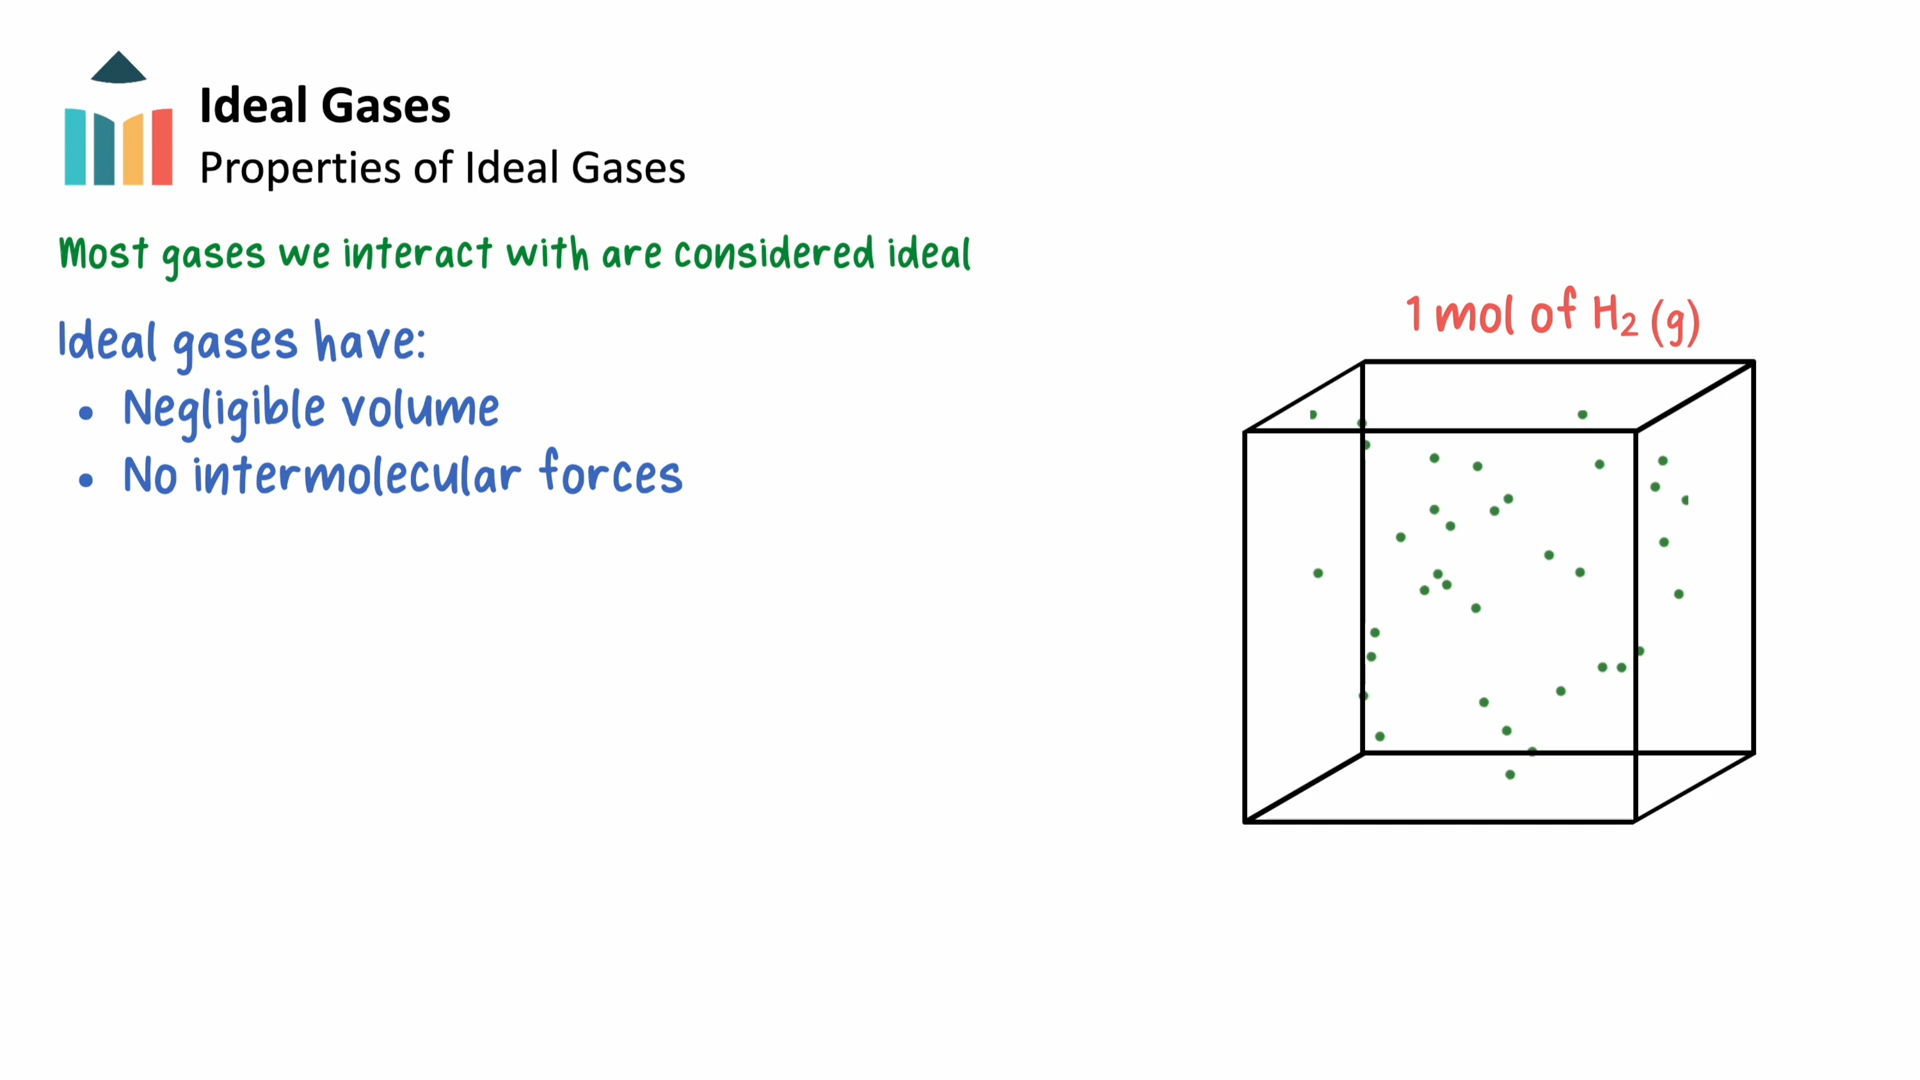 Ideal Gases
Properties of Ideal Gases
Most gases we interact with are considered ideal
Ideal gases have:
• Negligible volume
• No intermolecular forces
1 mol of H₂ (g)